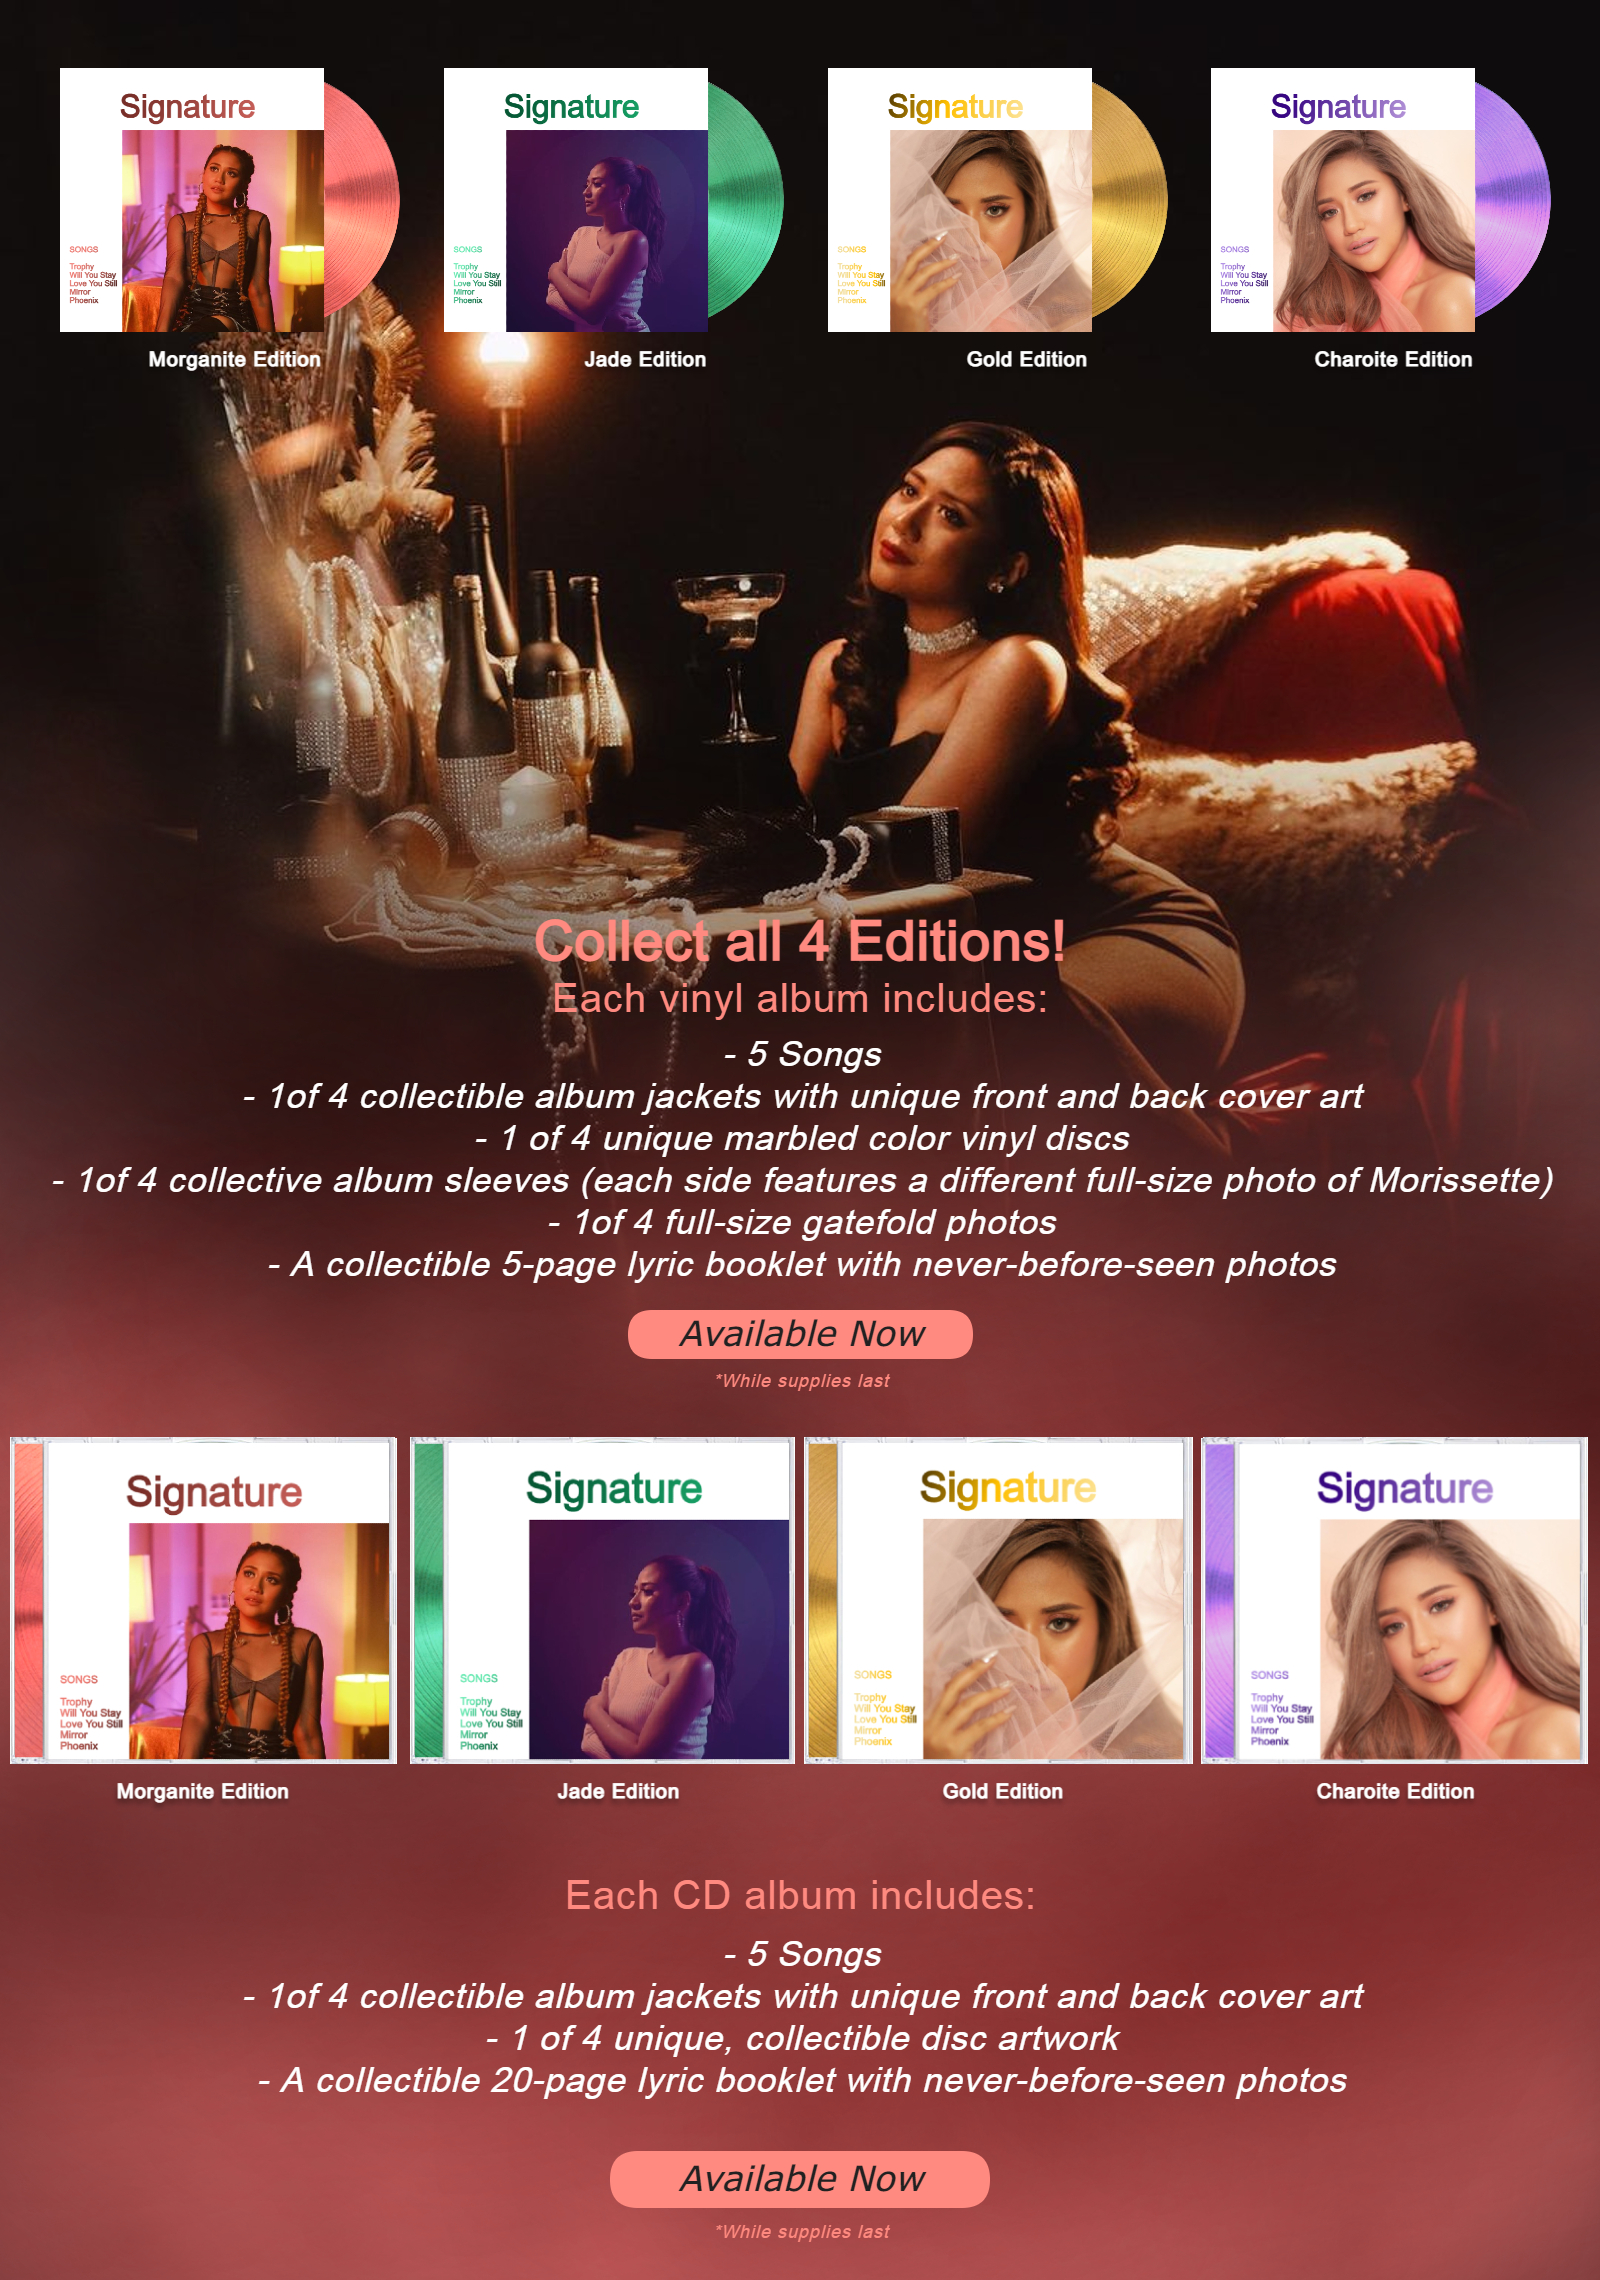 Signature
SONGS
Trophy
Will You Stay
Love You Still
Mirror
Phoenix
Morganite Edition
Signature
SONGS
Trophy
Will You Stay
Love You Still
Mirror
Phoenix
Jade Edition
Signature
SONGS
Trophy
Will You Stay
Love You Still
Mirror
Phoenix
Gold Edition
Signature
SONGS
Trophy
Will You Stay
Love You Still
Mirror
Phoenix
Charoite Edition
Collect all 4 Editions!
Each vinyl album includes:
- 5 Songs
- 1of 4 collectible album jackets with unique front and back cover art
- 1 of 4 unique marbled color vinyl discs
- 1of 4 collective album sleeves (each side features a different full-size photo of Morissette)
- 1of 4 full-size gatefold photos
- A collectible 5-page lyric booklet with never-before-seen photos
Available Now
*While supplies last
Signature
SONGS
Trophy
Will You Stay
Love You Still
Mirror
Phoenix
Morganite Edition
Signature
SONGS
Trophy
Will You Stay
Love You Still
Mirror
Phoenix
Jade Edition
Signature
SONGS
Trophy
Will You Stay
Love You Still
Mirror
Phoenix
Gold Edition
Signature
SONGS
Trophy
Will You Stay
Love You Still
Mirror
Phoenix
Charoite Edition
Each CD album includes:
- 5 Songs
- 1of 4 collectible album jackets with unique front and back cover art
- 1 of 4 unique, collectible disc artwork
- A collectible 20-page lyric booklet with never-before-seen photos
Available Now
*While supplies last